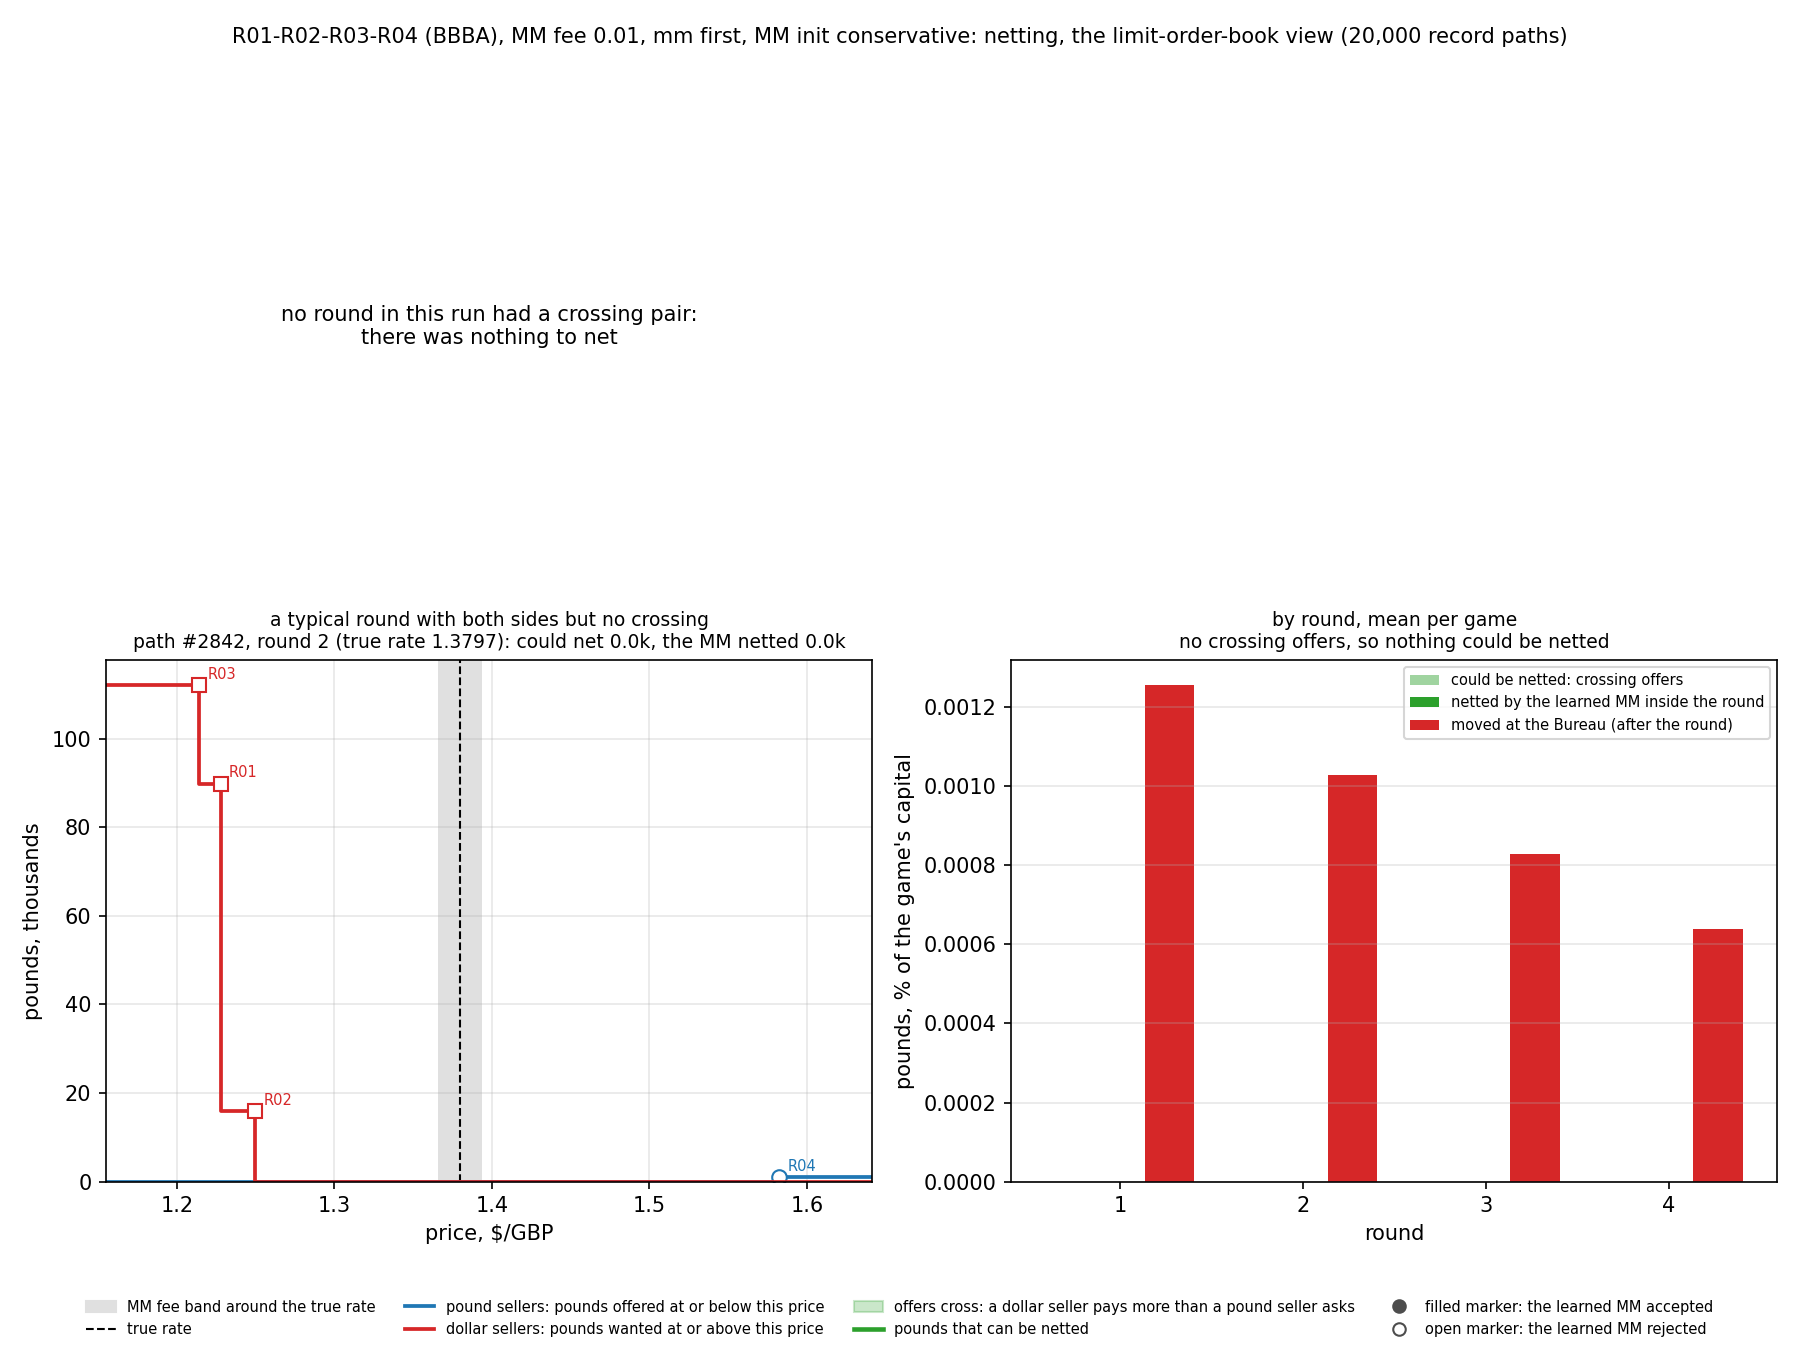 R01-R02-R03-R04 (BBBA), MM fee 0.01, mm first, MM init conservative: netting, the limit-order-book view (20,000 record paths)
no round in this run had a crossing pair:
there was nothing to net
a typical round with both sides but no crossing
path #2842, round 2 (true rate 1.3797): could net 0.0k, the MM netted 0.0k
pounds, thousands
100
80
60
40
20
0
R03
R01
R02
R04
1.2
1.3
1.4
1.5
1.6
price, $/GBP
by round, mean per game
no crossing offers, so nothing could be netted
could be netted: crossing offers
netted by the learned MM inside the round
moved at the Bureau (after the round)
pounds, % of the game's capital
0.0012
0.0010
0.0008
0.0006
0.0004
0.0002
0.0000
1
2
3
4
round
MM fee band around the true rate
true rate
pound sellers: pounds offered at or below this price
dollar sellers: pounds wanted at or above this price
offers cross: a dollar seller pays more than a pound seller asks
pounds that can be netted
filled marker: the learned MM accepted
open marker: the learned MM rejected